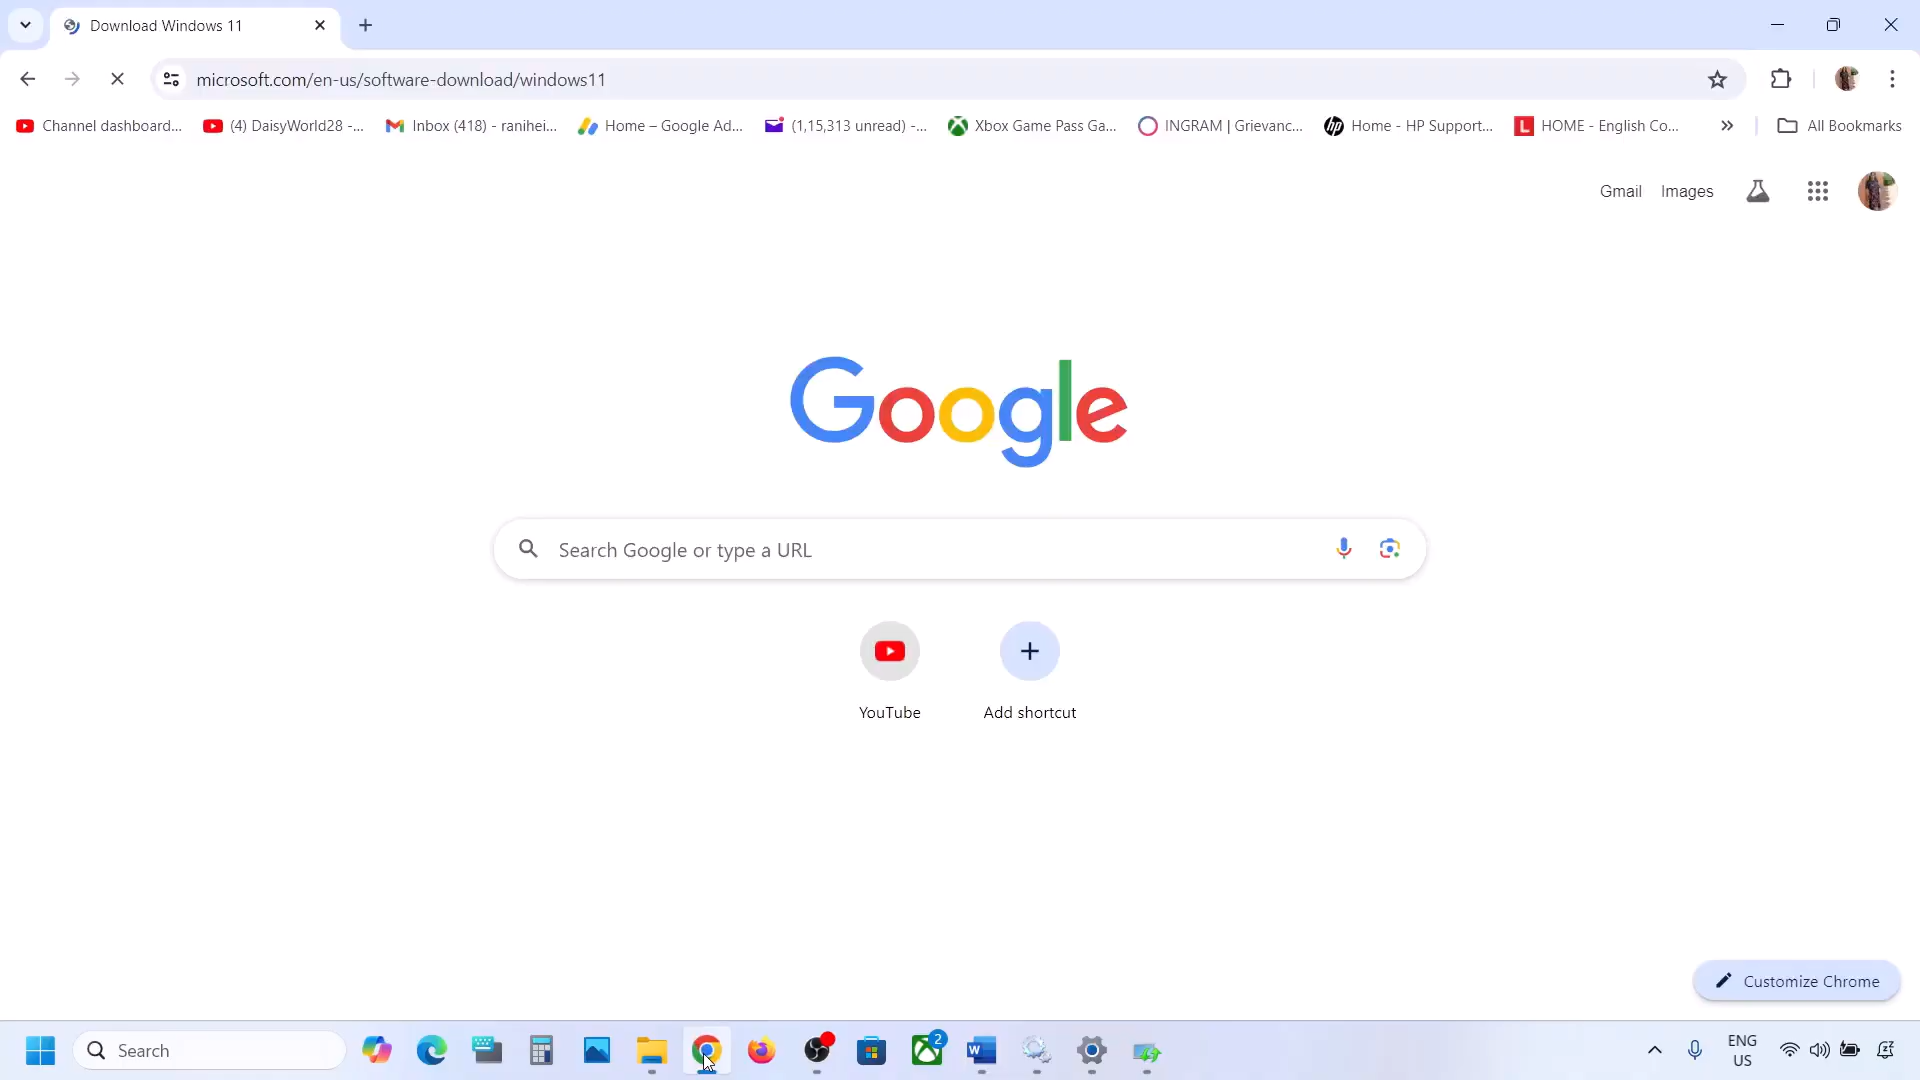 Download Windows 11
microsoft.com/en-us/software-download/windows11
Channel dashboard... (4) DaisyWorld28 -... Inbox (418) - ranihei... Home – Google Ad... (1,15,313 unread) -... Xbox Game Pass Ga... INGRAM | Grievanc... Home - HP Support... HOME - English Co... » All Bookmarks
Gmail Images
Google
Search Google or type a URL
YouTube Add shortcut
Customize Chrome
Search 2 ENG
US